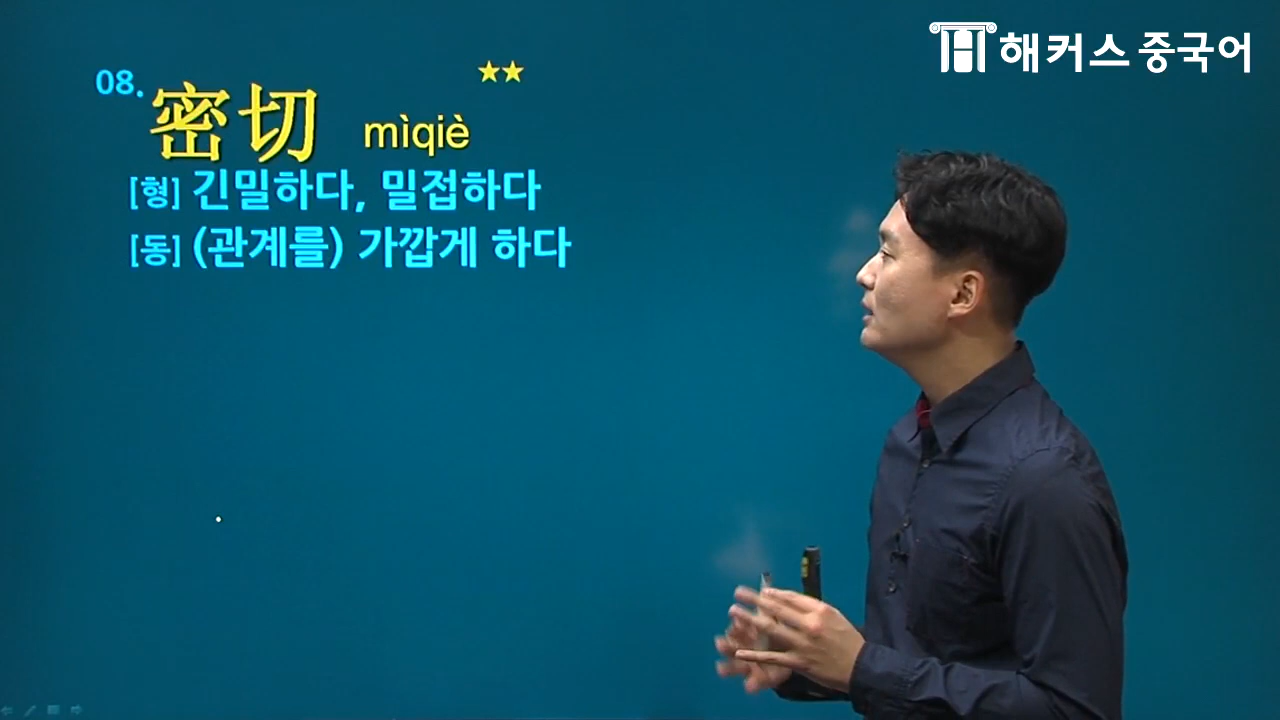 해커스 중국어
08. 密切 mìqiè ★★
[형] 긴밀하다, 밀접하다
[동] (관계를) 가깝게 하다